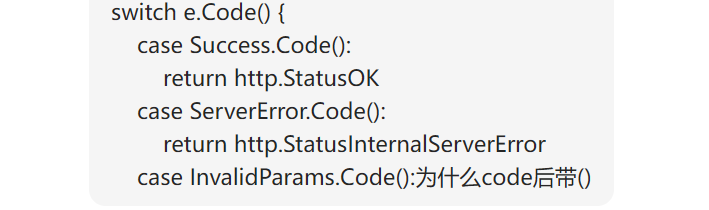 switch e.Code() {
case Success.Code():
return http.StatusOK
case ServerError.Code():
return http.StatusInternalServerError
case InvalidParams.Code():为什么code后带()